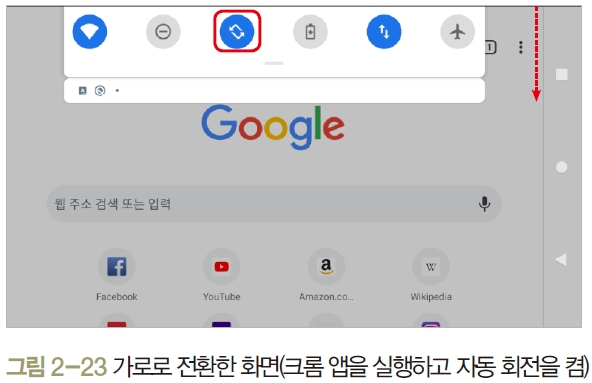 1
Google
웹 주소 검색 또는 입력
Facebook
YouTube
Amazon.co...
Wikipedia
그림 2-23 가로로 전환한 화면(크롬 앱을 실행하고 자동 회전을 켬)